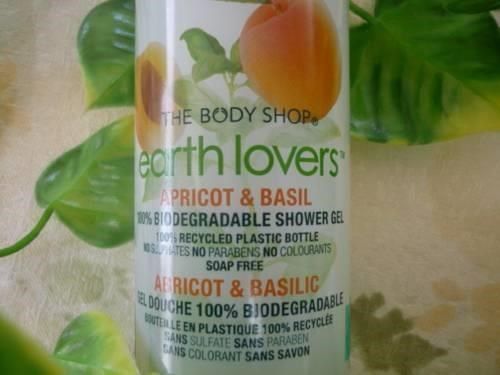 THE BODY SHOP®
earth lovers™
APRICOT & BASIL
100% BIODEGRADABLE SHOWER GEL
100% RECYCLED PLASTIC BOTTLE
NO SULPHATES NO PARABENS NO COLOURANTS
SOAP FREE
ABRICOT & BASILIC
GEL DOUCHE 100% BIODEGRADABLE
BOUTEILLE EN PLASTIQUE 100% RECYCLÉE
SANS SULFATE SANS PARABEN
SANS COLORANT SANS SAVON